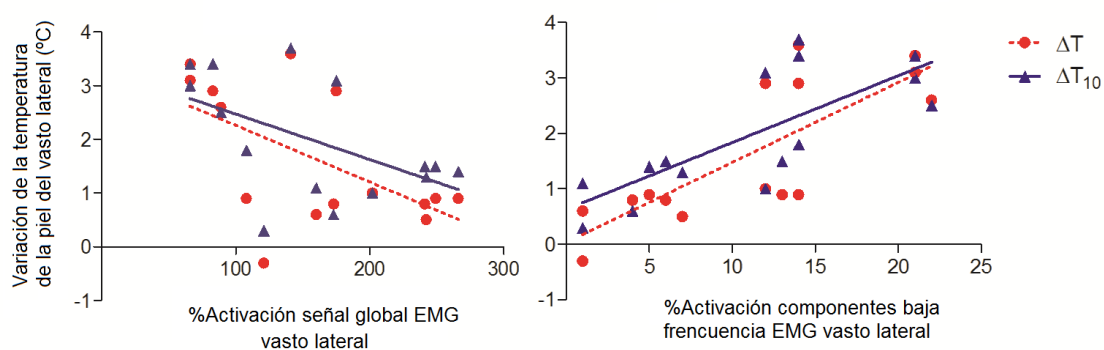 Variación de la temperatura
de la piel del vasto lateral (ºC)
4
3
2
1
0
-1
100
200
300
%Activación señal global EMG
vasto lateral
4
3
2
1
0
-1
5
10
15
20
25
%Activación componentes baja
frencuencia EMG vasto lateral
ΔT
ΔT10